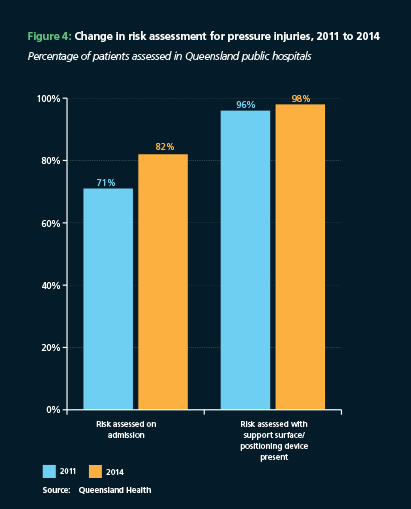 Figure 4: Change in risk assessment for pressure injuries, 2011 to 2014
Percentage of patients assessed in Queensland public hospitals
100%
80%
60%
40%
20%
0%
71%
82%
96%
98%
Risk assessed on
admission
Risk assessed with
support surface/
positioning device
present
2011
2014
Source: Queensland Health